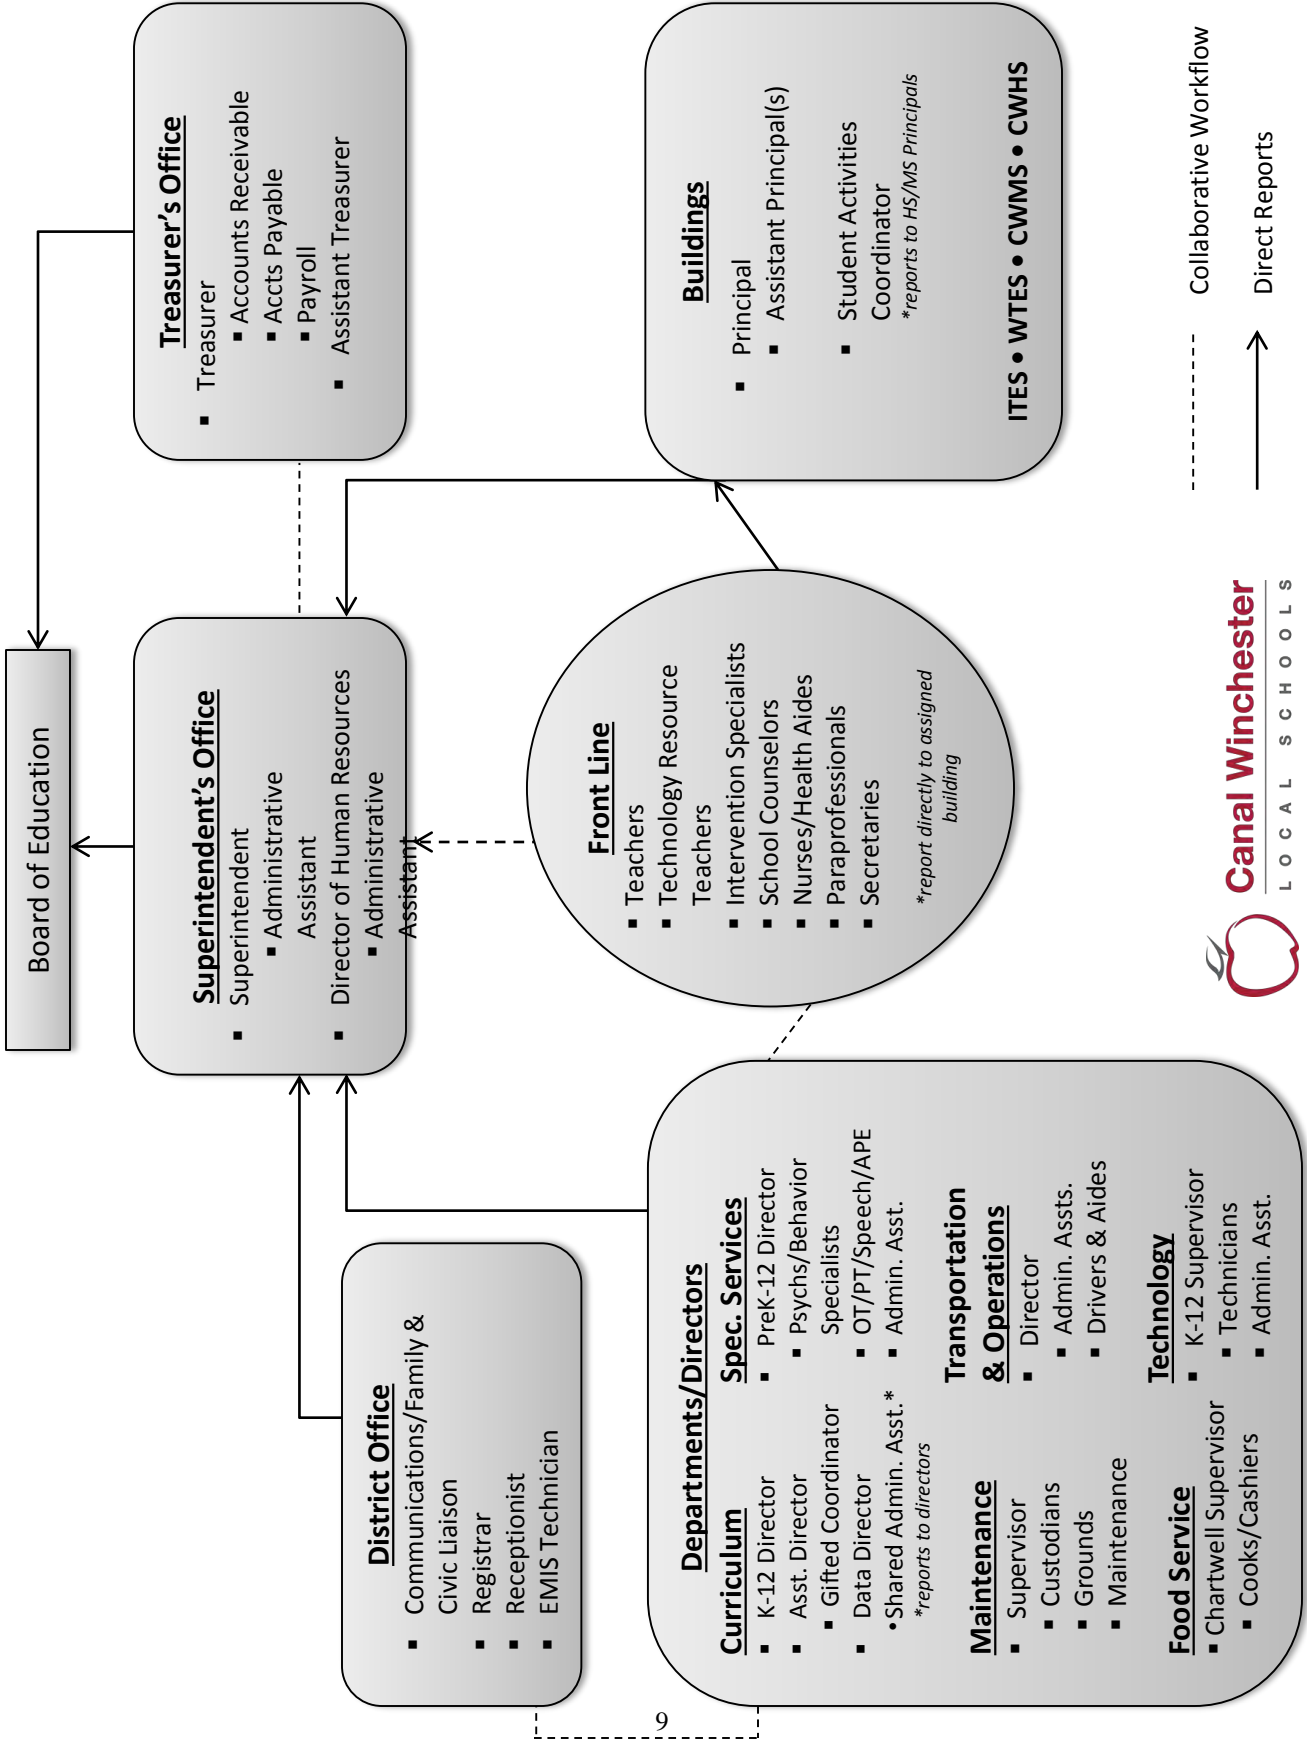 Board of Education
Superintendent's Office
▪ Superintendent
▪ Administrative
Assistant
▪ Director of Human Resources
▪ Administrative
Assistant
Treasurer's Office
▪ Treasurer
▪ Accounts Receivable
▪ Accts Payable
▪ Payroll
▪ Assistant Treasurer
District Office
▪ Communications/Family &
Civic Liaison
▪ Registrar
▪ Receptionist
▪ EMIS Technician
Departments/Directors
Curriculum
▪ K-12 Director
▪ Asst. Director
▪ Gifted Coordinator
▪ Data Director
• Shared Admin. Asst.*
*reports to directors
Spec. Services
▪ PreK-12 Director
▪ Psychs/Behavior
Specialists
▪ OT/PT/Speech/APE
▪ Admin. Asst.
Maintenance
▪ Supervisor
▪ Custodians
▪ Grounds
▪ Maintenance
Transportation
& Operations
▪ Director
▪ Admin. Assts.
▪ Drivers & Aides
Food Service
▪ Chartwell Supervisor
▪ Cooks/Cashiers
Technology
▪ K-12 Supervisor
▪ Technicians
▪ Admin. Asst.
Front Line
▪ Teachers
▪ Technology Resource
Teachers
▪ Intervention Specialists
▪ School Counselors
▪ Nurses/Health Aides
▪ Paraprofessionals
▪ Secretaries
*report directly to assigned
building
Buildings
▪ Principal
▪ Assistant Principal(s)
▪ Student Activities
Coordinator
*reports to HS/MS Principals
ITES • WTES • CWMS • CWHS
Canal Winchester
LOCAL SCHOOLS
Collaborative Workflow
Direct Reports
9